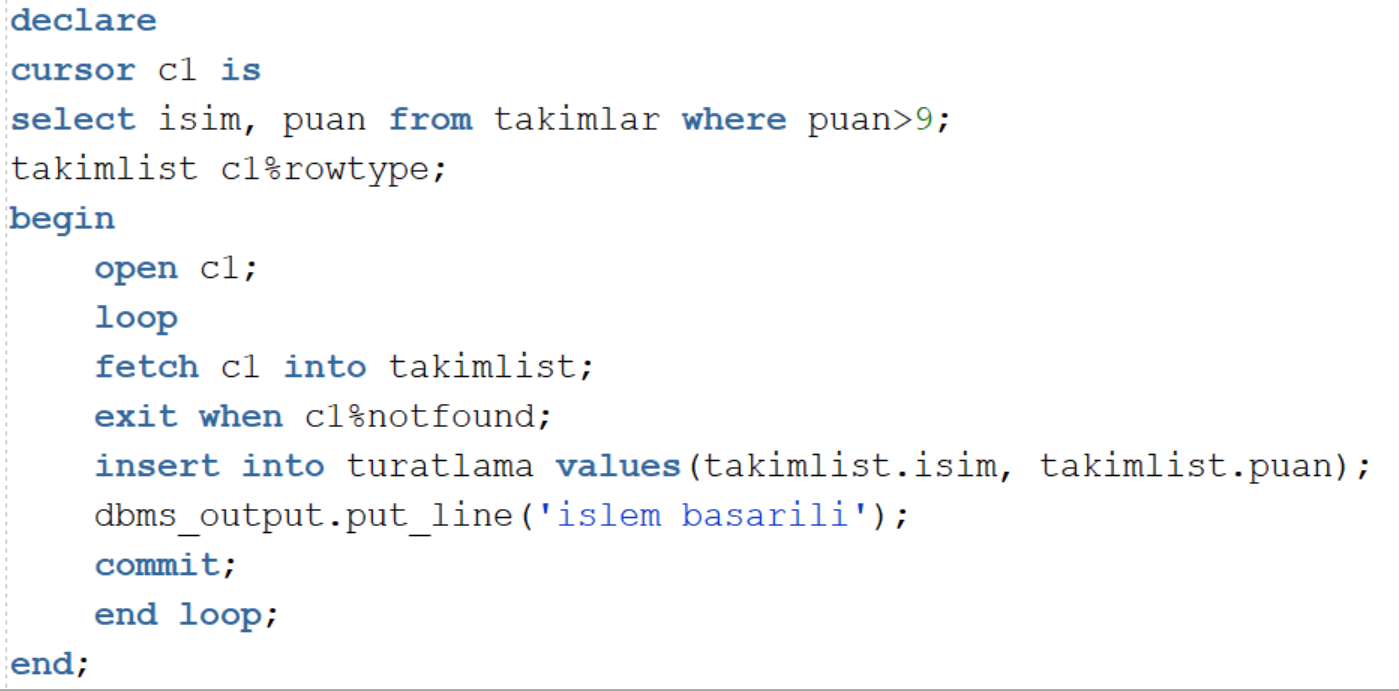 declare
cursor c1 is
select isim, puan from takimlar where puan>9;
takimlist c1%rowtype;
begin
open c1;
loop
fetch c1 into takimlist;
exit when c1%notfound;
insert into turatlama values(takimlist.isim, takimlist.puan);
dbms_output.put_line('islem basarili');
commit;
end loop;
end;